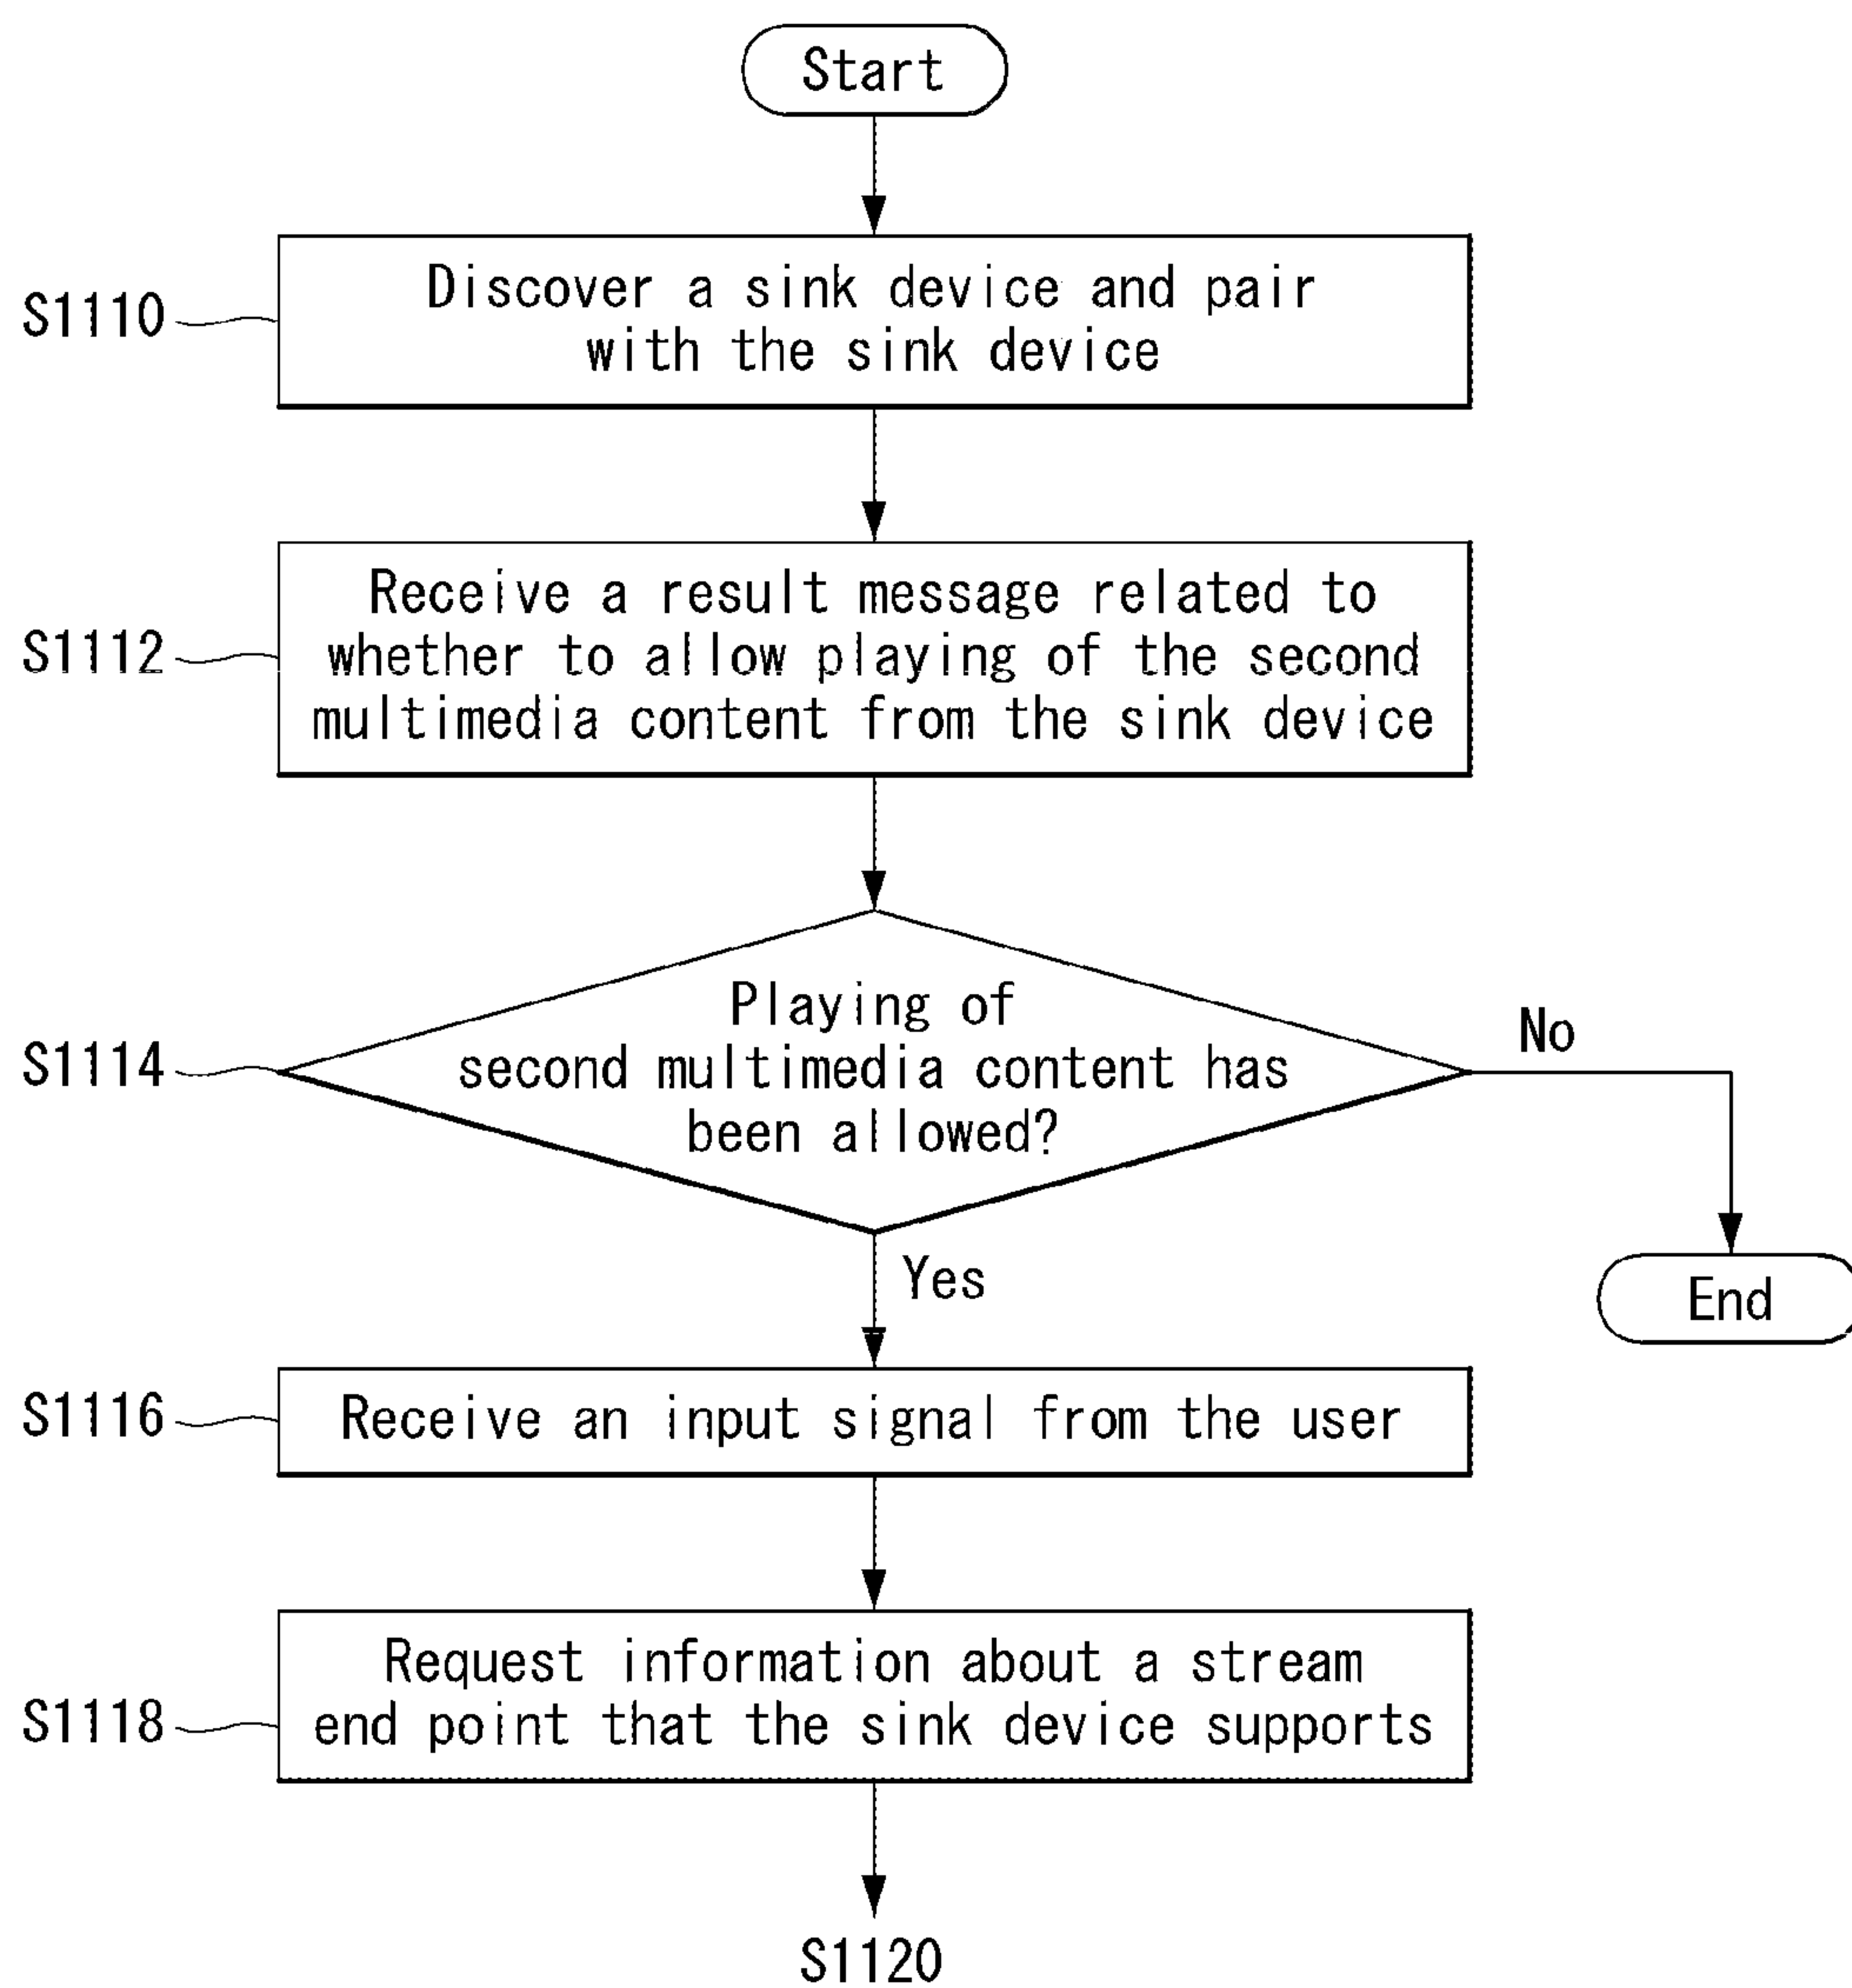 Start
S1110
Discover a sink device and pair
with the sink device
S1112
Receive a result message related to
whether to allow playing of the second
multimedia content from the sink device
S1114
Playing of
second multimedia content has
been allowed?
No
Yes
End
S1116
Receive an input signal from the user
S1118
Request information about a stream
end point that the sink device supports
S1120